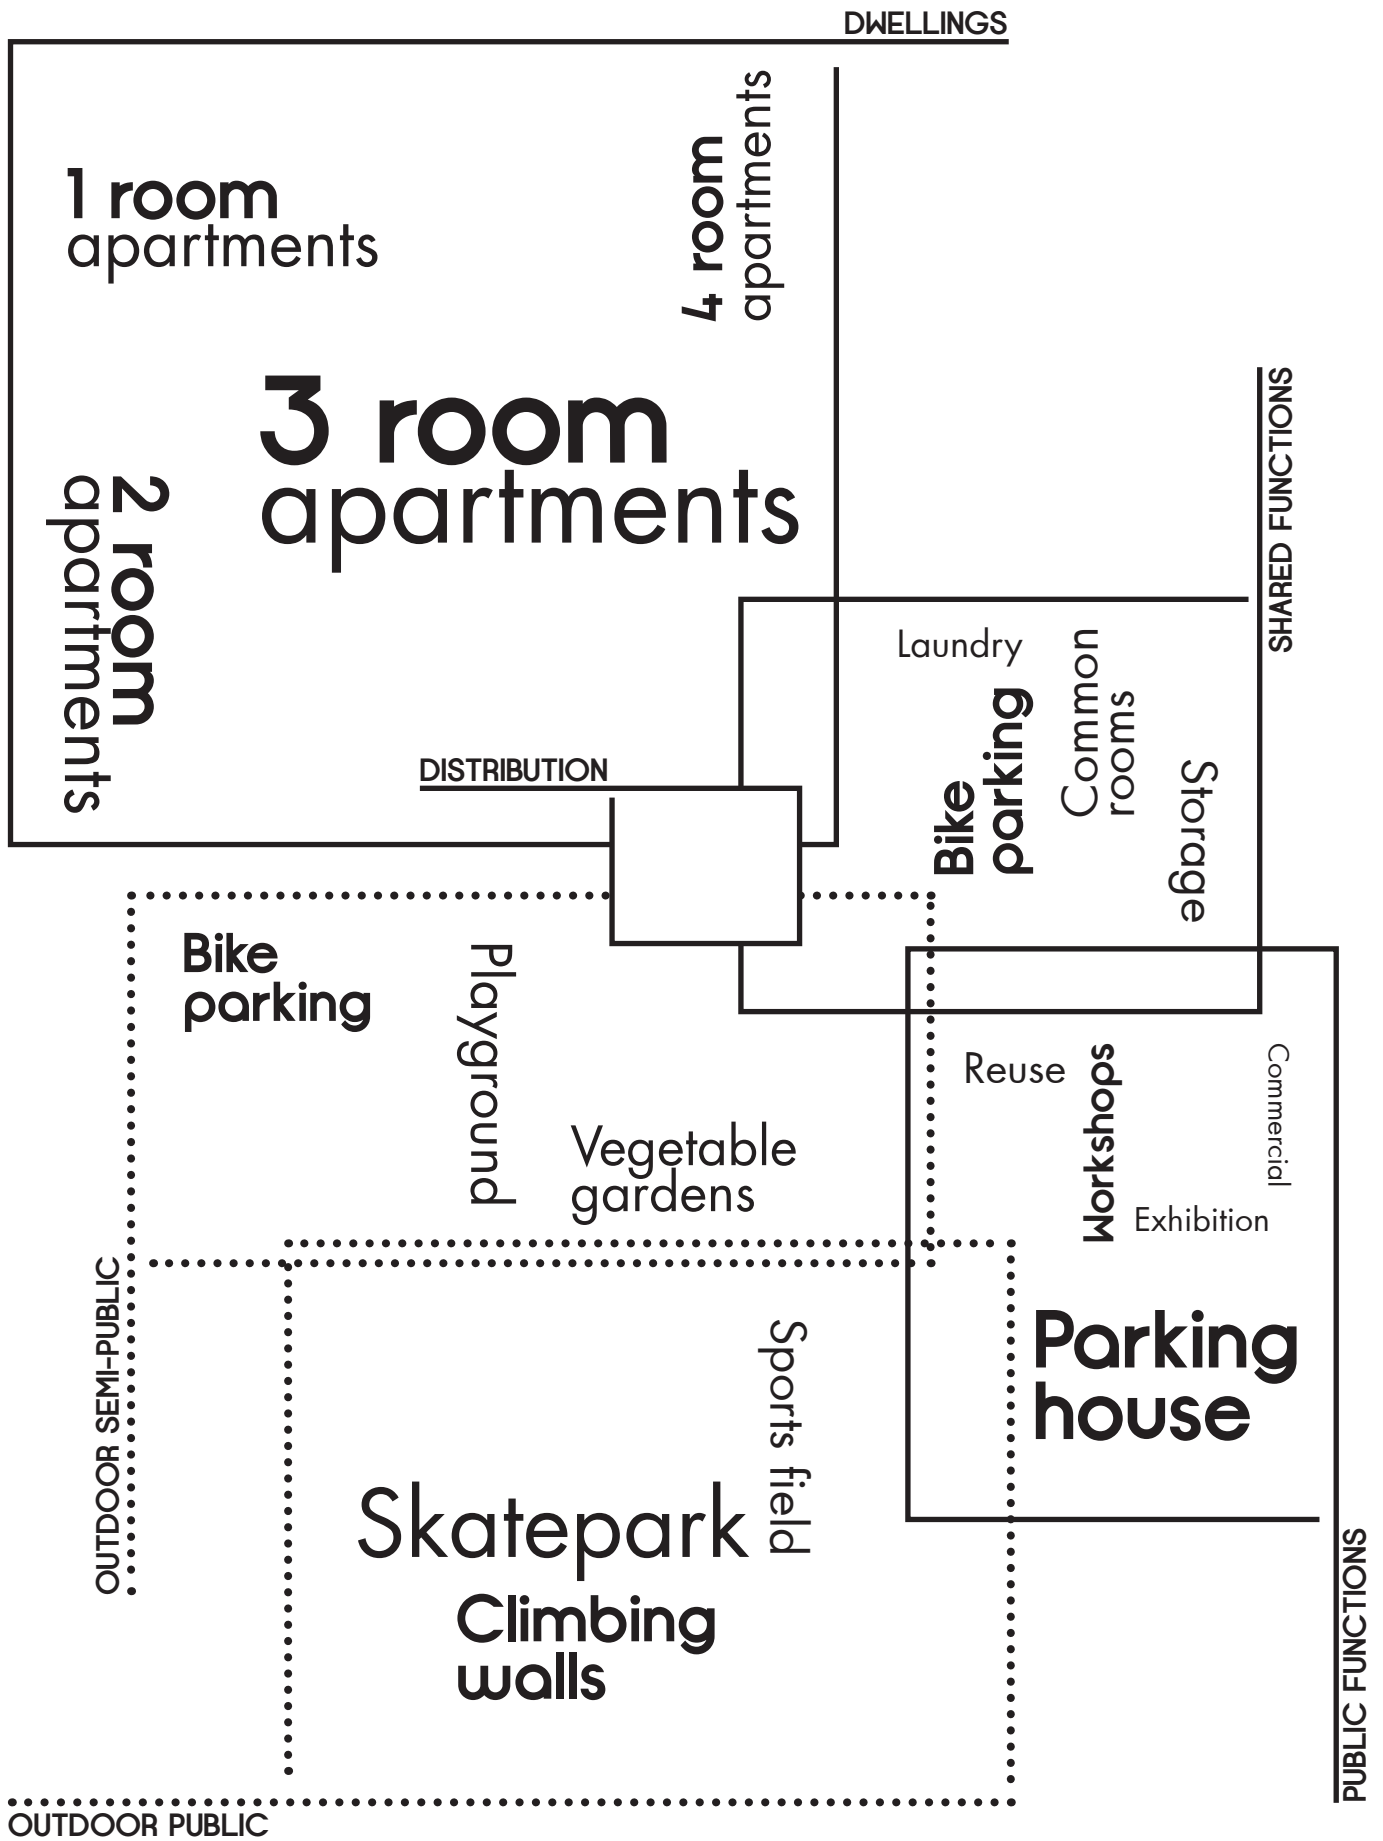 DWELLINGS
1 room
apartments
4 room
apartments
3 room
apartments
2 room
apartments
SHARED FUNCTIONS
Laundry
Common
rooms
Bike
parking
Storage
DISTRIBUTION
Bike
parking
Playground
Vegetable
gardens
OUTDOOR SEMI-PUBLIC
Reuse
Workshops
Commercial
Exhibition
Parking
house
PUBLIC FUNCTIONS
Sports field
Skatepark
Climbing
walls
OUTDOOR PUBLIC